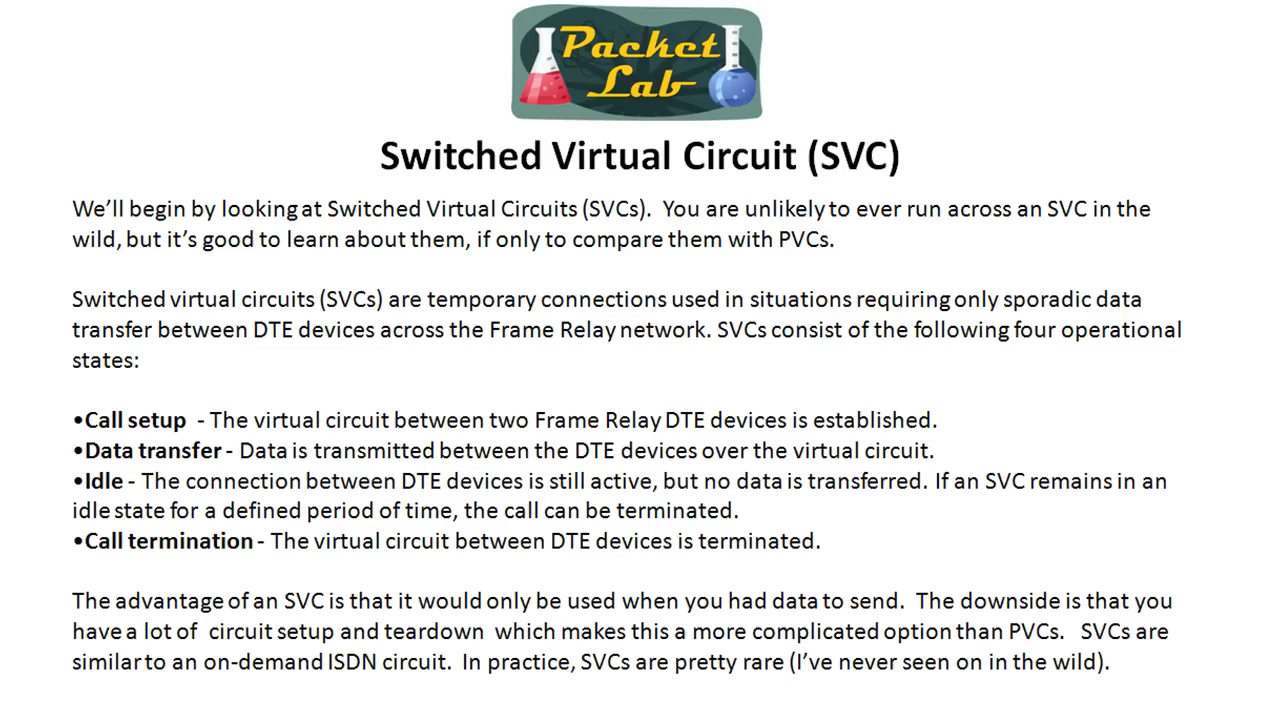 Packet
Lab
Switched Virtual Circuit (SVC)
We’ll begin by looking at Switched Virtual Circuits (SVCs).  You are unlikely to ever run across an SVC in the
wild, but it’s good to learn about them, if only to compare them with PVCs.
Switched virtual circuits (SVCs) are temporary connections used in situations requiring only sporadic data
transfer between DTE devices across the Frame Relay network. SVCs consist of the following four operational
states:
•Call setup  - The virtual circuit between two Frame Relay DTE devices is established.
•Data transfer - Data is transmitted between the DTE devices over the virtual circuit.
•Idle - The connection between DTE devices is still active, but no data is transferred. If an SVC remains in an
idle state for a defined period of time, the call can be terminated.
•Call termination - The virtual circuit between DTE devices is terminated.
The advantage of an SVC is that it would only be used when you had data to send.  The downside is that you
have a lot of  circuit setup and teardown  which makes this a more complicated option than PVCs.   SVCs are
similar to an on-demand ISDN circuit.  In practice, SVCs are pretty rare (I’ve never seen on in the wild).